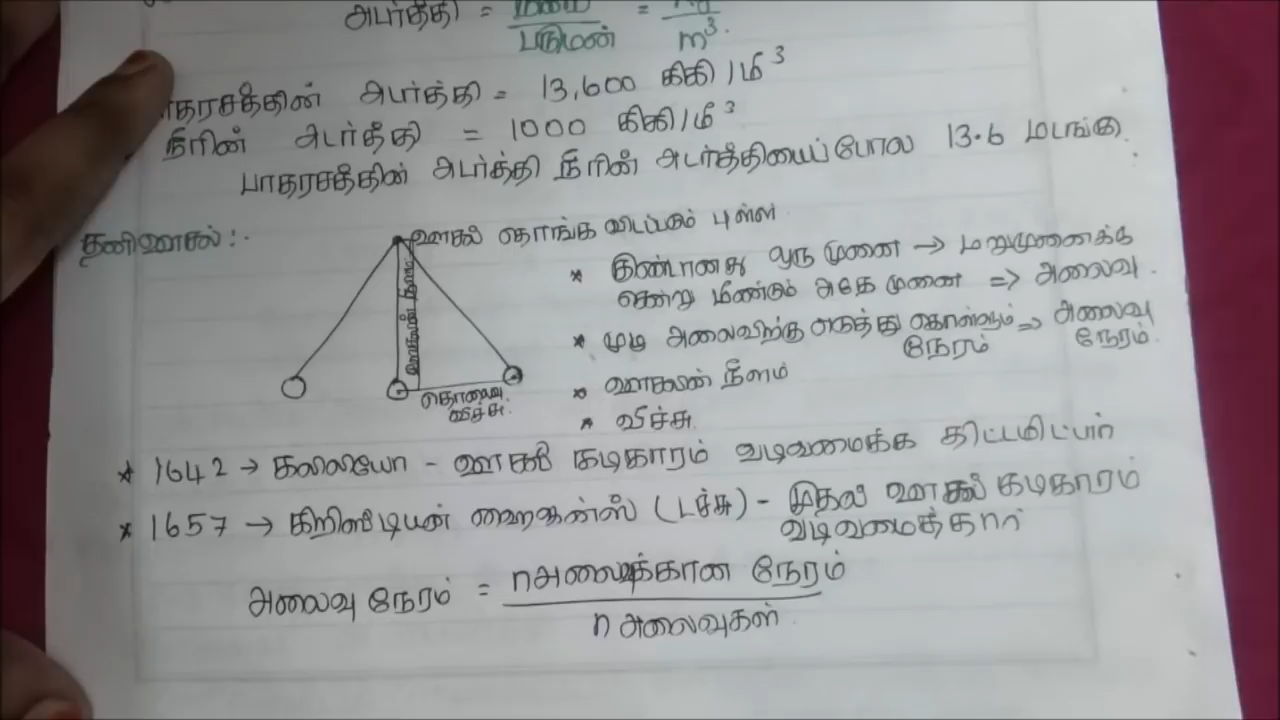 அடர்த்தி = நிறை / பருமன் = kg / m³
பாதரசத்தின் அடர்த்தி = 13,600 கிகி/மீ³
நீரின் அடர்த்தி = 1000 கிகி/மீ³
பாதரசத்தின் அடர்த்தி நீரின் அடர்த்தியைப்போல 13.6 மடங்கு.
தனிஊசல்:-
ஊசல் தொங்க விடப்படும் புள்ளி
* குண்டானது ஒரு முனை → மறுமுனைக்கு
சென்று மீண்டும் அதே முனை => அலைவு.
* முழு அலைவிற்கு எடுத்து கொள்ளும் => அலைவு
நேரம் நேரம்.
* ஊசலின் நீளம்
* வீச்சு
தொலைவு
வீச்சு.
* 1642 → கலிலியோ - ஊசல் கடிகாரம் வடிவமைக்க திட்டமிட்டார்
* 1657 → கிறிஸ்டியன் ஹைகன்ஸ் (டச்சு) - முதல் ஊசல் கடிகாரம்
வடிவமைத்தார்
அலைவு நேரம் = n அலைவுக்கான நேரம்
n அலைவுகள்